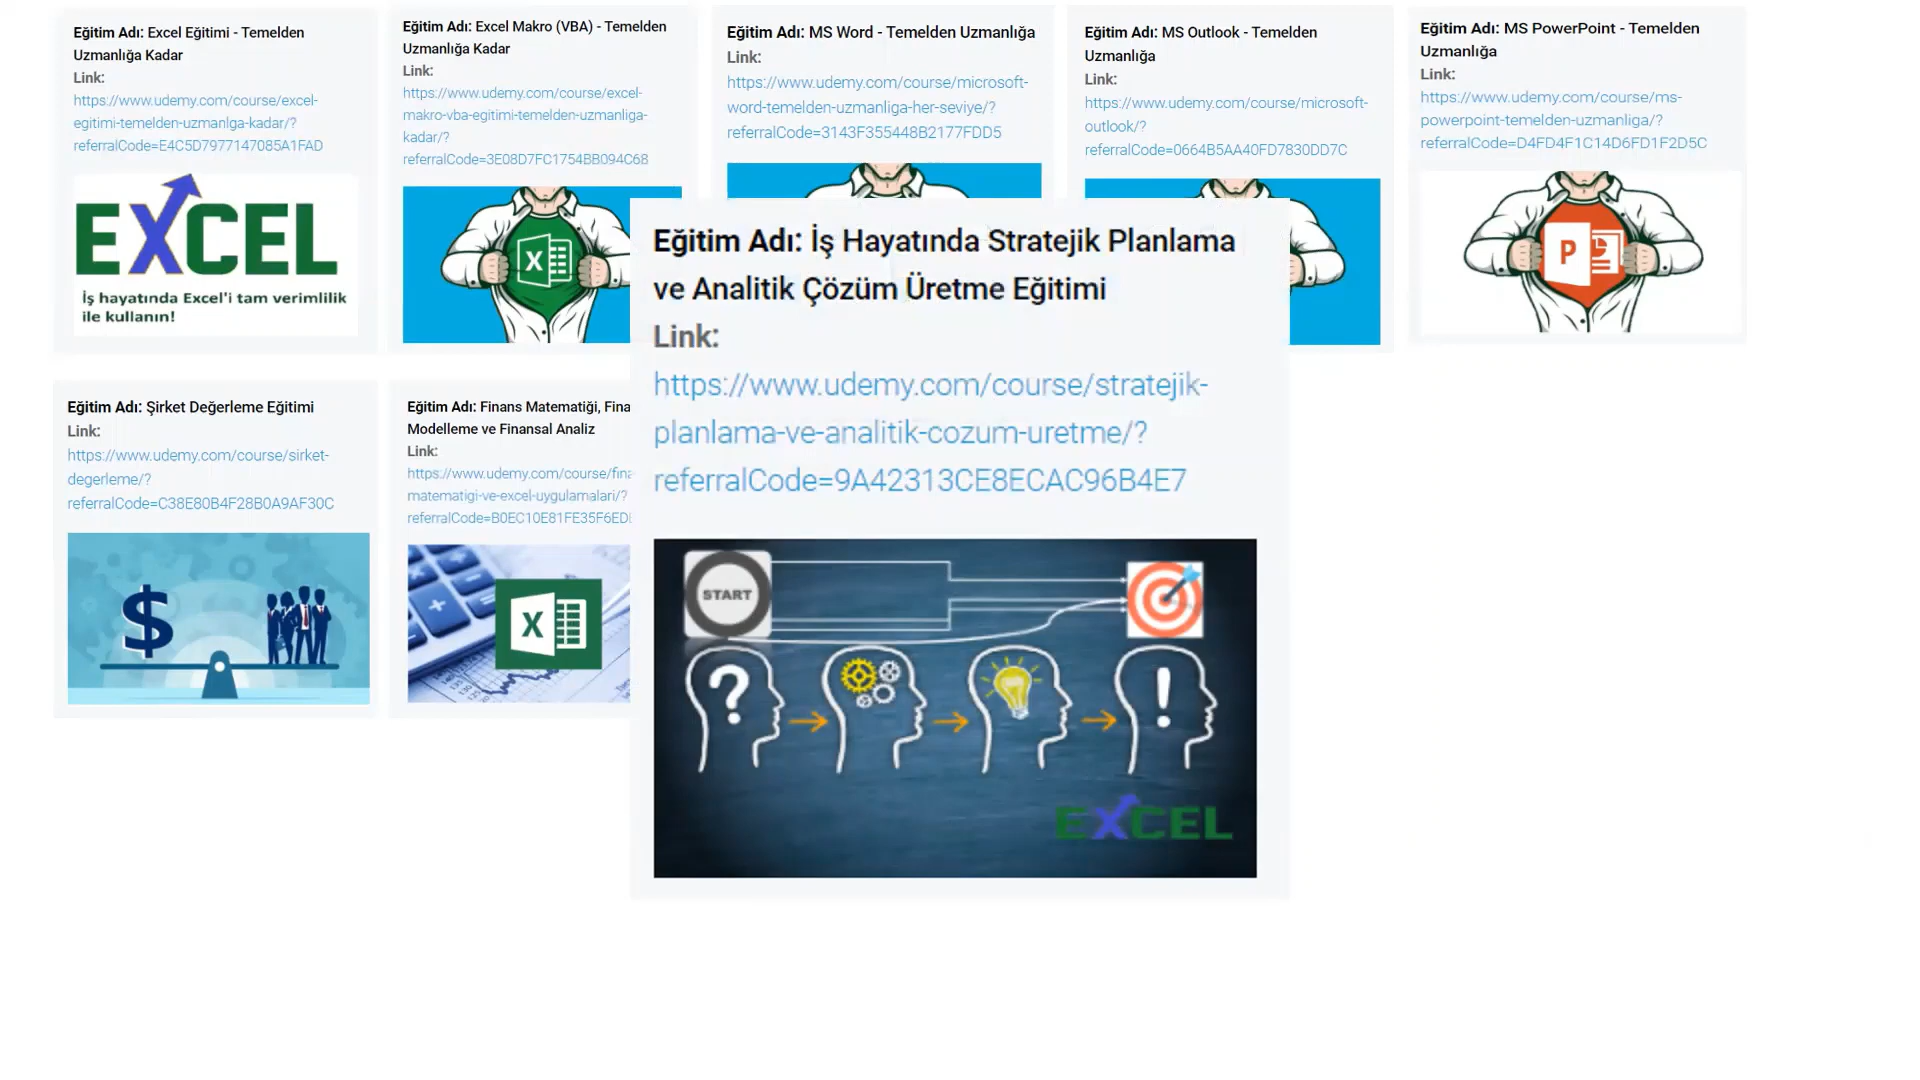 Eğitim Adı: Excel Eğitimi - Temelden
Uzmanlığa Kadar
Link:
https://www.udemy.com/course/excel-
egitimi-temelden-uzmanlga-kadar/?
referralCode=E4C5D7977147085A1FAD
EXCEL
İş hayatında Excel'i tam verimlilik
ile kullanın!
Eğitim Adı: Excel Makro (VBA) - Temelden
Uzmanlığa Kadar
Link:
https://www.udemy.com/course/excel-
makro-vba-egitimi-temelden-uzmanliga-
kadar/?
referralCode=3E08D7FC1754BB094C68
X
Eğitim Adı: MS Word - Temelden Uzmanlığa
Link:
https://www.udemy.com/course/microsoft-
word-temelden-uzmanliga-her-seviye/?
referralCode=3143F355448B2177FDD5
Eğitim Adı: MS Outlook - Temelden
Uzmanlığa
Link:
https://www.udemy.com/course/microsoft-
outlook/?
referralCode=0664B5AA40FD7830DD7C
Eğitim Adı: MS PowerPoint - Temelden
Uzmanlığa
Link:
https://www.udemy.com/course/ms-
powerpoint-temelden-uzmanliga/?
referralCode=D4FD4F1C14D6FD1F2D5C
P
Eğitim Adı: Şirket Değerleme Eğitimi
Link:
https://www.udemy.com/course/sirket-
degerleme/?
referralCode=C38E80B4F28B0A9AF30C
$
Eğitim Adı: Finans Matematiği, Fina
Modelleme ve Finansal Analiz
Link:
https://www.udemy.com/course/fina
matematigi-ve-excel-uygulamalari/?
referralCode=B0EC10E81FE35F6EDE
X
Eğitim Adı: İş Hayatında Stratejik Planlama
ve Analitik Çözüm Üretme Eğitimi
Link:
https://www.udemy.com/course/stratejik-
planlama-ve-analitik-cozum-uretme/?
referralCode=9A42313CE8ECAC96B4E7
START
? !
EXCEL